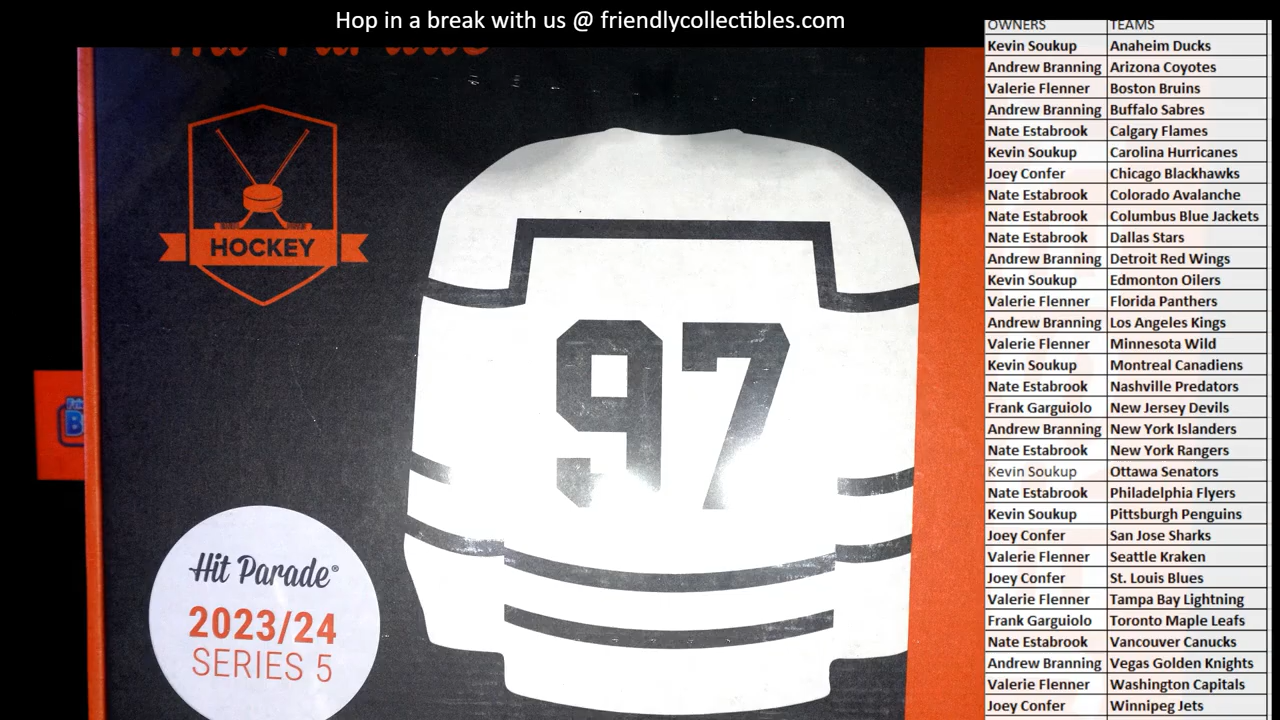 Hop in a break with us @ friendlycollectibles.com
Hit Parade
HOCKEY
97
Hit Parade®
2023/24
SERIES 5
OWNERS TEAMS
Kevin Soukup Anaheim Ducks
Andrew Branning Arizona Coyotes
Valerie Flenner Boston Bruins
Andrew Branning Buffalo Sabres
Nate Estabrook Calgary Flames
Kevin Soukup Carolina Hurricanes
Joey Confer Chicago Blackhawks
Nate Estabrook Colorado Avalanche
Nate Estabrook Columbus Blue Jackets
Nate Estabrook Dallas Stars
Andrew Branning Detroit Red Wings
Kevin Soukup Edmonton Oilers
Valerie Flenner Florida Panthers
Andrew Branning Los Angeles Kings
Valerie Flenner Minnesota Wild
Kevin Soukup Montreal Canadiens
Nate Estabrook Nashville Predators
Frank Garguiolo New Jersey Devils
Andrew Branning New York Islanders
Nate Estabrook New York Rangers
Kevin Soukup Ottawa Senators
Nate Estabrook Philadelphia Flyers
Kevin Soukup Pittsburgh Penguins
Joey Confer San Jose Sharks
Valerie Flenner Seattle Kraken
Joey Confer St. Louis Blues
Valerie Flenner Tampa Bay Lightning
Frank Garguiolo Toronto Maple Leafs
Nate Estabrook Vancouver Canucks
Andrew Branning Vegas Golden Knights
Valerie Flenner Washington Capitals
Joey Confer Winnipeg Jets